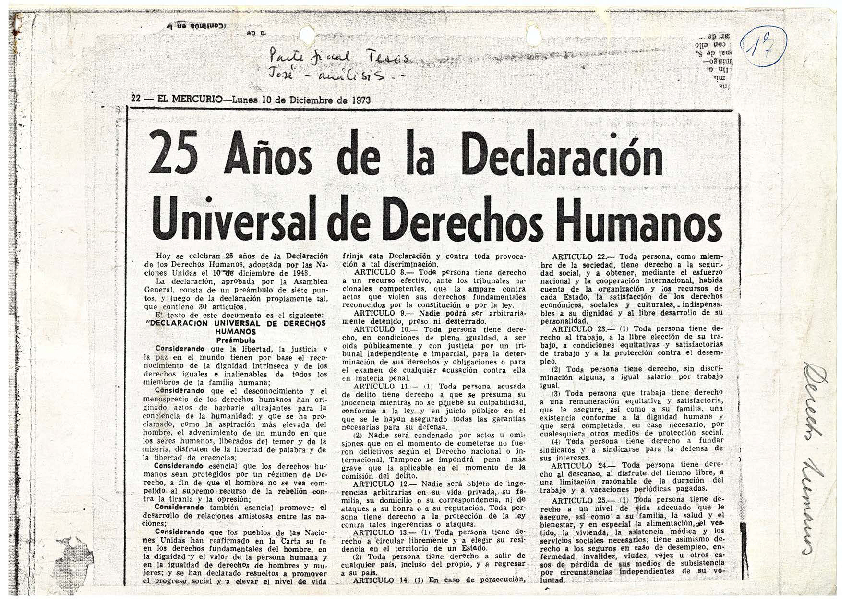 19
Parte final Tesis
José - análisis.-
22 — EL MERCURIO—Lunes 10 de Diciembre de 1973
25 Años de la Declaración
Universal de Derechos Humanos
Hoy se celebran 25 años de la Declaración
de los Derechos Humanos, adoptada por las Na-
ciones Unidas el 10 de diciembre de 1948.
La declaración, aprobada por la Asamblea
General, consta de un preámbulo de siete pun-
tos, y luego de la declaración propiamente tal,
que contiene 30 artículos.
El texto de este documento es el siguiente:
"DECLARACION UNIVERSAL DE DERECHOS
HUMANOS
Preámbulo
Considerando que la libertad, la justicia y
la paz en el mundo tienen por base el reco-
nocimiento de la dignidad intrínseca y de los
derechos iguales e inalienables de todos los
miembros de la familia humana;
Considerando que el desconocimiento y el
menosprecio de los derechos humanos han ori-
ginado actos de barbarie ultrajantes para la
conciencia de la humanidad; y que se ha pro-
clamado, como la aspiración más elevada del
hombre, el advenimiento de un mundo en que
los seres humanos, liberados del temor y de la
miseria, disfruten de la libertad de palabra y de
la libertad de creencias;
Considerando esencial que los derechos hu-
manos sean protegidos por un régimen de De-
recho, a fin de que el hombre no se vea com-
pelido al supremo recurso de la rebelión con-
tra la tiranía y la opresión;
Considerando también esencial promover el
desarrollo de relaciones amistosas entre las na-
ciones;
Considerando que los pueblos de las Nacio-
nes Unidas han reafirmado en la Carta su fe
en los derechos fundamentales del hombre, en
la dignidad y el valor de la persona humana y
en la igualdad de derechos de hombres y mu-
jeres; y se han declarado resueltos a promover
el progreso social y a elevar el nivel de vida
frinja esta Declaración y contra toda provoca-
ción a tal discriminación.
ARTICULO 8.— Toda persona tiene derecho
a un recurso efectivo, ante los tribunales na-
cionales competentes, que la ampare contra
actos que violen sus derechos fundamentales
reconocidos por la constitución o por la ley.
ARTICULO 9.— Nadie podrá ser arbitraria-
mente detenido, preso ni desterrado.
ARTICULO 10.— Toda persona tiene dere-
cho, en condiciones de plena igualdad, a ser
oída públicamente y con justicia por un tri-
bunal independiente e imparcial, para la deter-
minación de sus derechos y obligaciones o para
el examen de cualquier acusación contra ella
en materia penal.
ARTICULO 11.— (1) Toda persona acusada
de delito tiene derecho a que se presuma su
inocencia mientras no se pruebe su culpabilidad,
conforme a la ley y en juicio público en el
que se le hayan asegurado todas las garantías
necesarias para su defensa.
(2) Nadie será condenado por actos u omi-
siones que en el momento de cometerse no fue-
ron delictivos según el Derecho nacional o in-
ternacional. Tampoco se impondrá pena más
grave que la aplicable en el momento de la
comisión del delito.
ARTICULO 12.— Nadie será objeto de inge-
rencias arbitrarias en su vida privada, su fami-
lia, su domicilio o su correspondencia, ni de
ataques a su honra o su reputación. Toda per-
sona tiene derecho a la protección de la ley
contra tales ingerencias o ataques.
ARTICULO 13.— (1) Toda persona tiene de-
recho a circular libremente y a elegir su resi-
dencia en el territorio de un Estado.
(2) Toda persona tiene derecho a salir de
cualquier país, incluso del propio, y a regresar
a su país.
ARTICULO 14. (1) En caso de persecución,
ARTICULO 22.— Toda persona, como miem-
bre de la sociedad, tiene derecho a la seguri-
dad social, y a obtener, mediante el esfuerzo
nacional y la cooperación internacional, habida
cuenta de la organización y los recursos de
cada Estado, la satisfacción de los derechos
económicos, sociales y culturales, indispensa-
bles a su dignidad y al libre desarrollo de su
personalidad.
ARTICULO 23.— (1) Toda persona tiene de-
recho al trabajo, a la libre elección de su tra-
bajo, a condiciones equitativas y satisfactorias
de trabajo y a la protección contra el desem-
pleo.
(2) Toda persona tiene, sin discri-
minación alguna, a igual salario por trabajo
igual.
(3) Toda persona que trabaja tiene derecho
a una remuneración equitativa y satisfactoria,
que le asegure, así como a su familia, una
existencia conforme a la dignidad humana y
que será completada, en caso necesario, por
cualesquiera otros medios de protección social.
(4) Toda persona tiene derecho a fundar
sindicatos y a sindicarse para la defensa de
sus intereses.
ARTICULO 24.— Toda persona tiene dere-
cho al descanso, al disfrute del tiempo libre, a
una limitación razonable de la duración del
trabajo y a vacaciones periódicas pagadas.
ARTICULO 25.— (1) Toda persona tiene de-
recho a un nivel de vida adecuado que le
asegure, así como a su familia, la salud y el
bienestar, y en especial la alimentación, el ves-
tido, la vivienda, la asistencia médica y los
servicios sociales necesarios; tiene asimismo de-
recho a los seguros en caso de desempleo, en-
fermedad, invalidez, viudez, vejez u otros ca-
sos de pérdida de sus medios de subsistencia
por circunstancias independientes de su vo-
luntad.
Derechos humanos